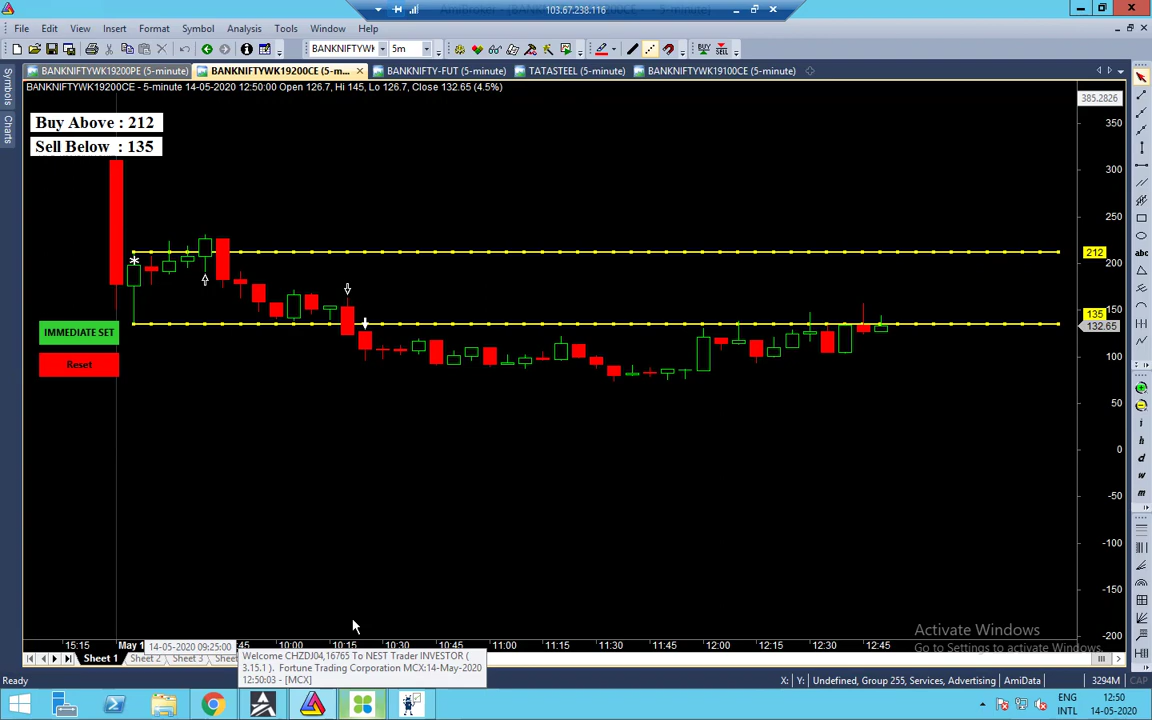 AmiBroker - [BANKNIFTYWK19200CE - 5-minute]
103.67.238.116
File Edit View Insert Format Symbol Analysis Tools Window Help
BANKNIFTYWK 5m
BUY SELL
BANKNIFTYWK19200PE (5-minute) BANKNIFTYWK19200CE (5-m... BANKNIFTY-FUT (5-minute) TATASTEEL (5-minute) BANKNIFTYWK19100CE (5-minute)
Symbols
Charts
BANKNIFTYWK19200CE - 5-minute 14-05-2020 12:50:00 Open 126.7, Hi 145, Lo 126.7, Close 132.65 (4.5%)
385.2826
Buy Above : 212
Sell Below : 135
350
300
250
212
200
150
135
132.65
100
50
0
-50
-100
-150
-200
IMMEDIATE SET
Reset
abc
i
h
d
w
m
Activate Windows
Go to Settings to activate Windows.
15:15 May 1 14-05-2020 09:25:00 10:00 10:15 10:30 10:45 11:00 11:15 11:30 11:45 12:00 12:15 12:30 12:45
Sheet 1 Sheet 2 Sheet 3 Sheet
Welcome CHZDJ04,16765 To NEST Trader INVESTOR (
3.15.1 ). Fortune Trading Corporation MCX:14-May-2020
12:50:03 - [MCX]
Ready X: Y: Undefined, Group 255, Services, Advertising AmiData 3294M CAP
ENG
INTL
12:50
14-05-2020